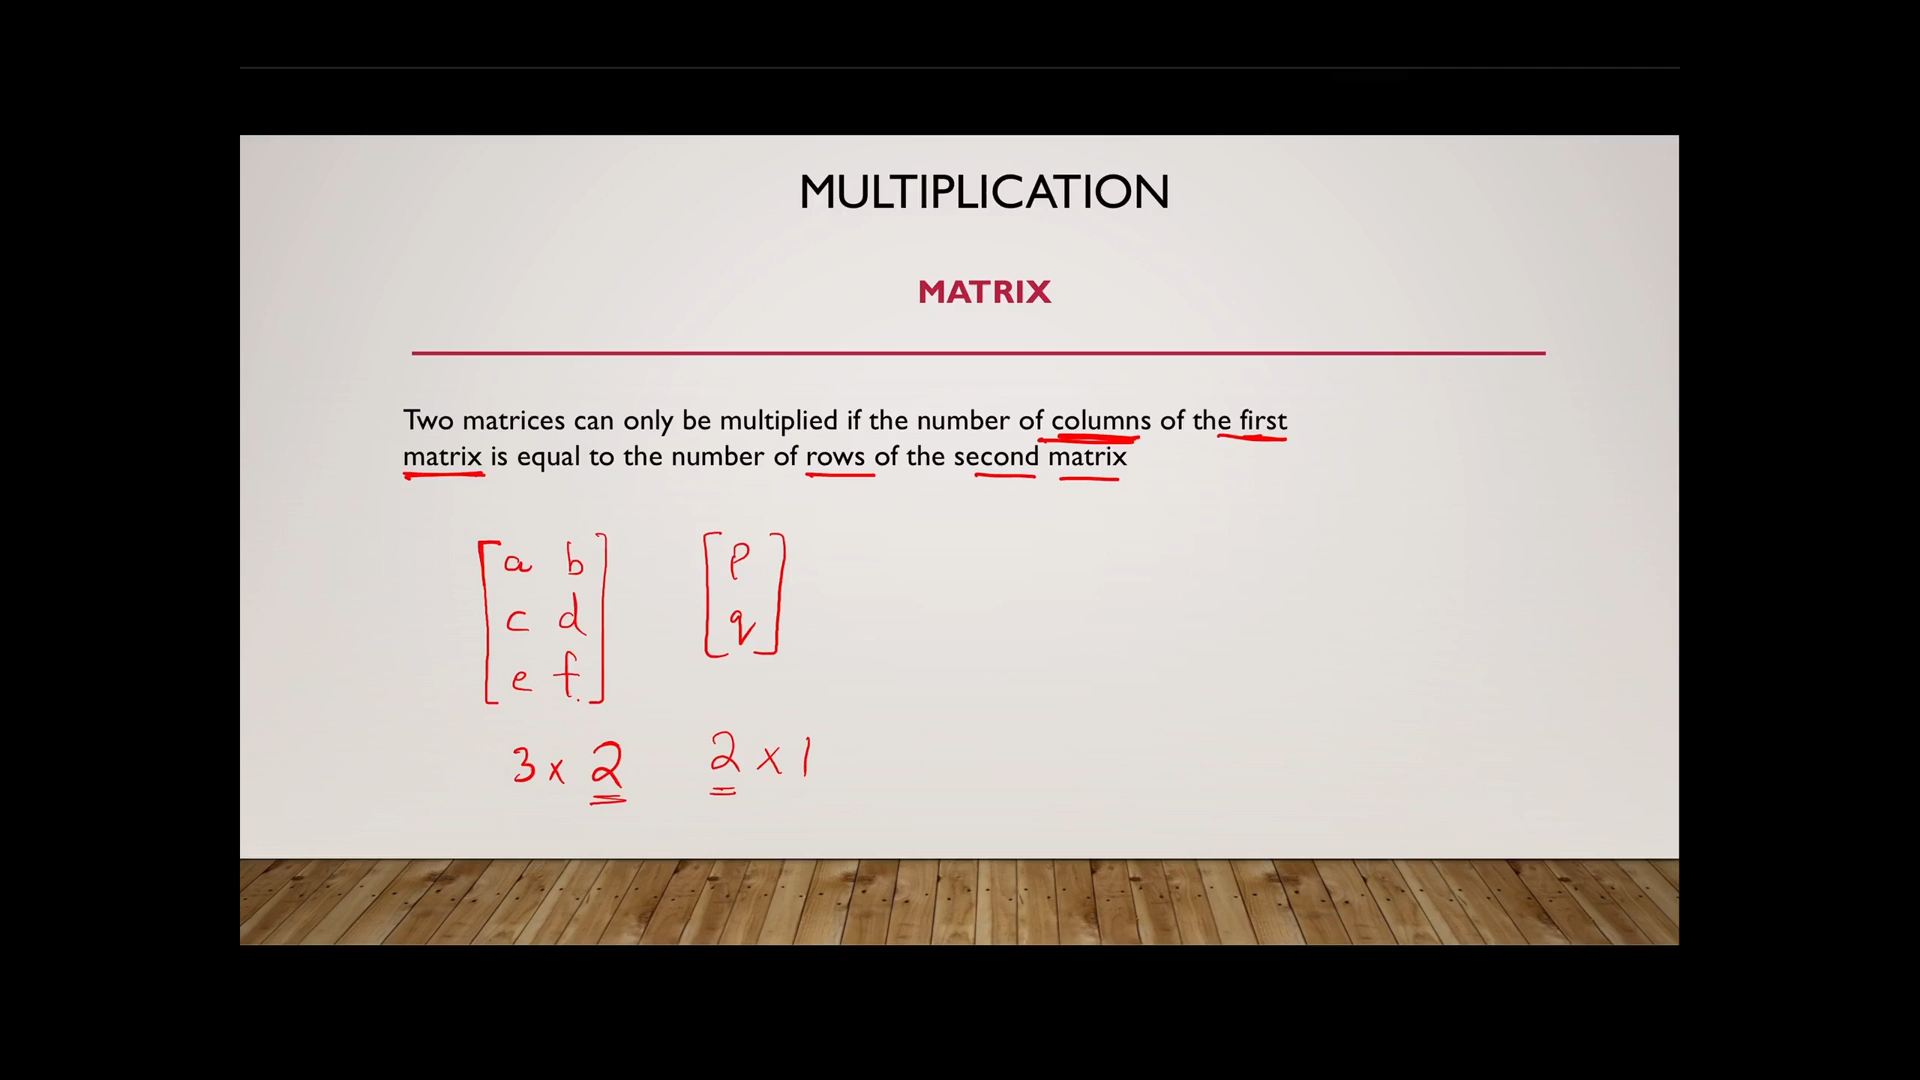 MULTIPLICATION
MATRIX
Two matrices can only be multiplied if the number of columns of the first
matrix is equal to the number of rows of the second matrix
a b
c d
e f
p
q
3 x 2
2 x 1